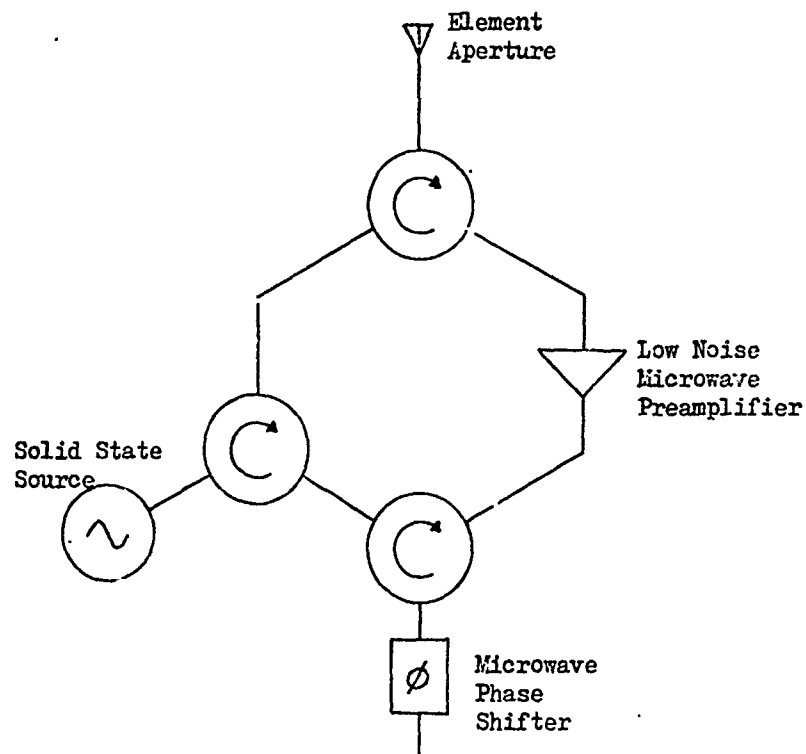 Element
Aperture
Low Noise
Microwave
Preamplifier
Solid State
Source
Microwave
Phase
Shifter
ϕ